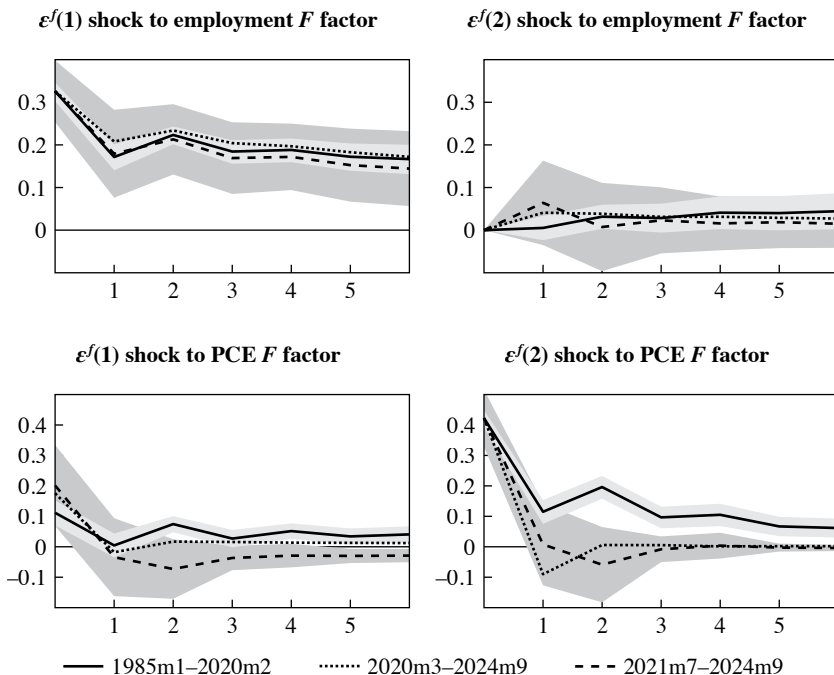 εᶠ(1) shock to employment F factor
εᶠ(2) shock to employment F factor
0.3
0.2
0.1
0
1 2 3 4 5
0.3
0.2
0.1
0
1 2 3 4 5
εᶠ(1) shock to PCE F factor
εᶠ(2) shock to PCE F factor
0.4
0.3
0.2
0.1
0
–0.1
1 2 3 4 5
0.4
0.3
0.2
0.1
0
–0.1
1 2 3 4 5
1985m1–2020m2 2020m3–2024m9 2021m7–2024m9